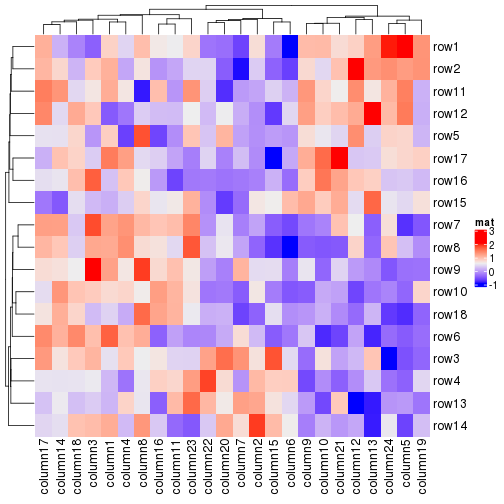 row1
row2
row11
row12
row5
row17
row16
row15
row7
row8
row9
row10
row18
row6
row3
row4
row13
row14
mat
3
2
1
0
-1
column17
column14
column18
column3
column1
column4
column8
column16
column11
column23
column22
column20
column7
column2
column15
column6
column9
column10
column21
column12
column13
column24
column5
column19